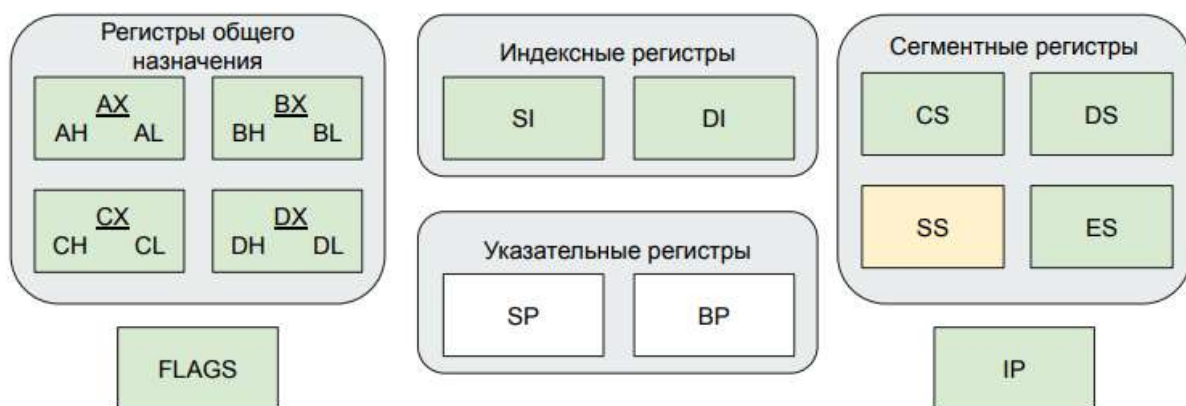 Регистры общего
назначения
AX
AH AL
BX
BH BL
CX
CH CL
DX
DH DL
FLAGS
Индексные регистры
SI
DI
Указательные регистры
SP
BP
Сегментные регистры
CS
DS
SS
ES
IP